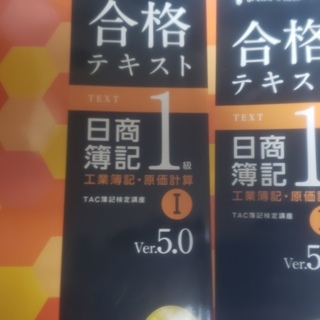 合格
テキスト
TEXT
日商
簿記
1級
工業簿記・原価計算
I
TAC簿記検定講座
Ver.5.0
合格
テキスト
TEXT
日商
簿記
1
工業簿記・原価計
TAC簿記検定講座
Ver.5